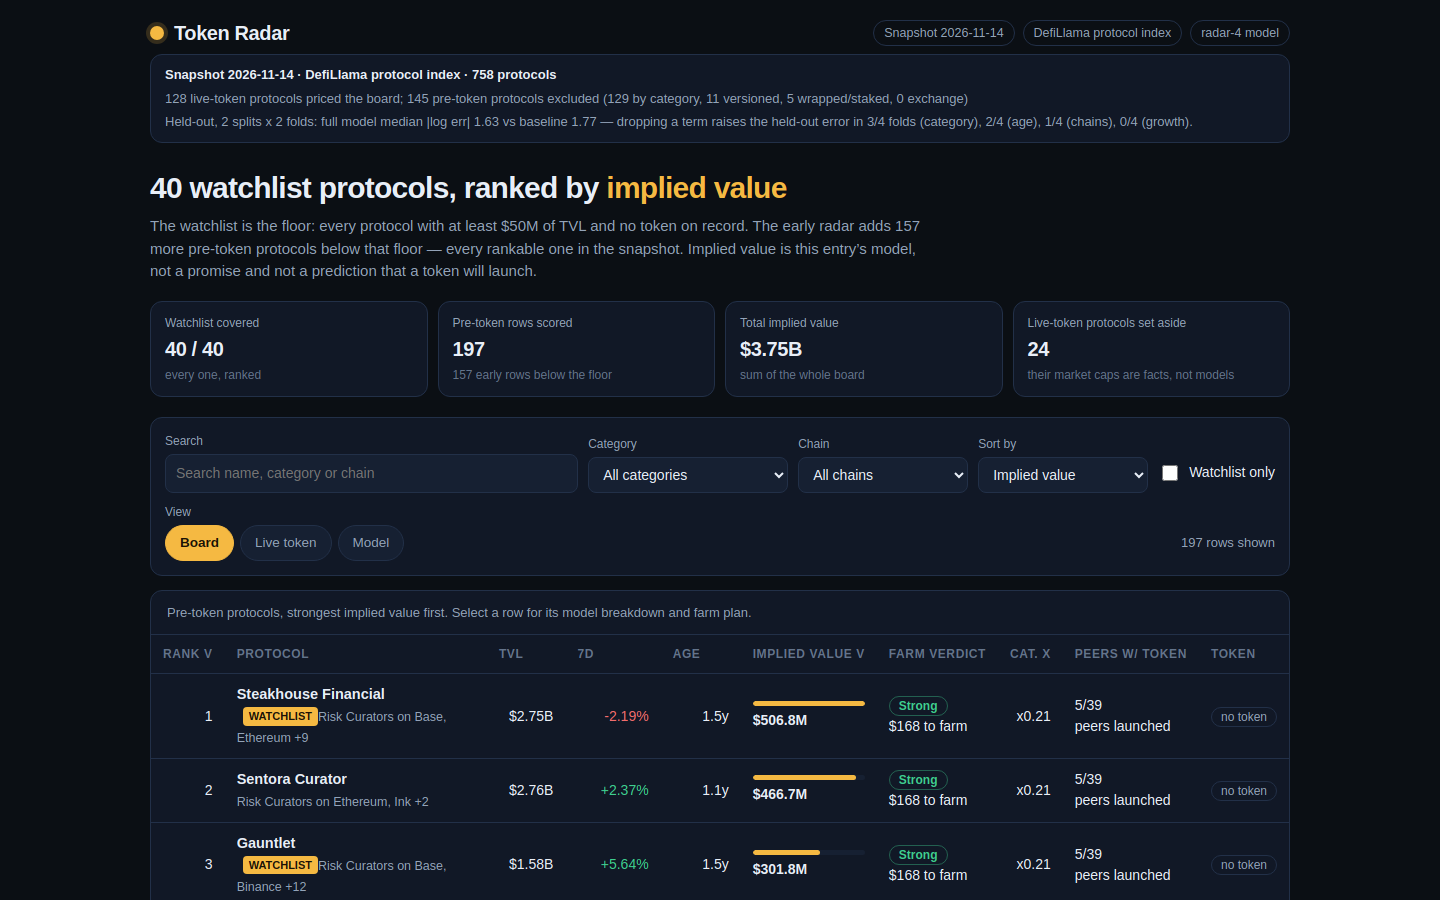 Token Radar
Snapshot 2026-11-14
DefiLlama protocol index
radar-4 model
Snapshot 2026-11-14 · DefiLlama protocol index · 758 protocols
128 live-token protocols priced the board; 145 pre-token protocols excluded (129 by category, 11 versioned, 5 wrapped/staked, 0 exchange)
Held-out, 2 splits x 2 folds: full model median |log err| 1.63 vs baseline 1.77 — dropping a term raises the held-out error in 3/4 folds (category), 2/4 (age), 1/4 (chains), 0/4 (growth).
40 watchlist protocols, ranked by implied value
The watchlist is the floor: every protocol with at least $50M of TVL and no token on record. The early radar adds 157
more pre-token protocols below that floor — every rankable one in the snapshot. Implied value is this entry's model,
not a promise and not a prediction that a token will launch.
Watchlist covered
40 / 40
every one, ranked
Pre-token rows scored
197
157 early rows below the floor
Total implied value
$3.75B
sum of the whole board
Live-token protocols set aside
24
their market caps are facts, not models
Search
Search name, category or chain
Category
All categories
Chain
All chains
Sort by
Implied value
Watchlist only
View
Board
Live token
Model
197 rows shown
Pre-token protocols, strongest implied value first. Select a row for its model breakdown and farm plan.
RANK V PROTOCOL TVL 7D AGE IMPLIED VALUE V FARM VERDICT CAT. X PEERS W/ TOKEN TOKEN
1
Steakhouse Financial
WATCHLIST Risk Curators on Base,
Ethereum +9
$2.75B
-2.19%
1.5y
$506.8M
Strong
$168 to farm
x0.21
5/39
peers launched
no token
2
Sentora Curator
Risk Curators on Ethereum, Ink +2
$2.76B
+2.37%
1.1y
$466.7M
Strong
$168 to farm
x0.21
5/39
peers launched
no token
3
Gauntlet
WATCHLIST Risk Curators on Base,
Binance +12
$1.58B
+5.64%
1.5y
$301.8M
Strong
$168 to farm
x0.21
5/39
peers launched
no token